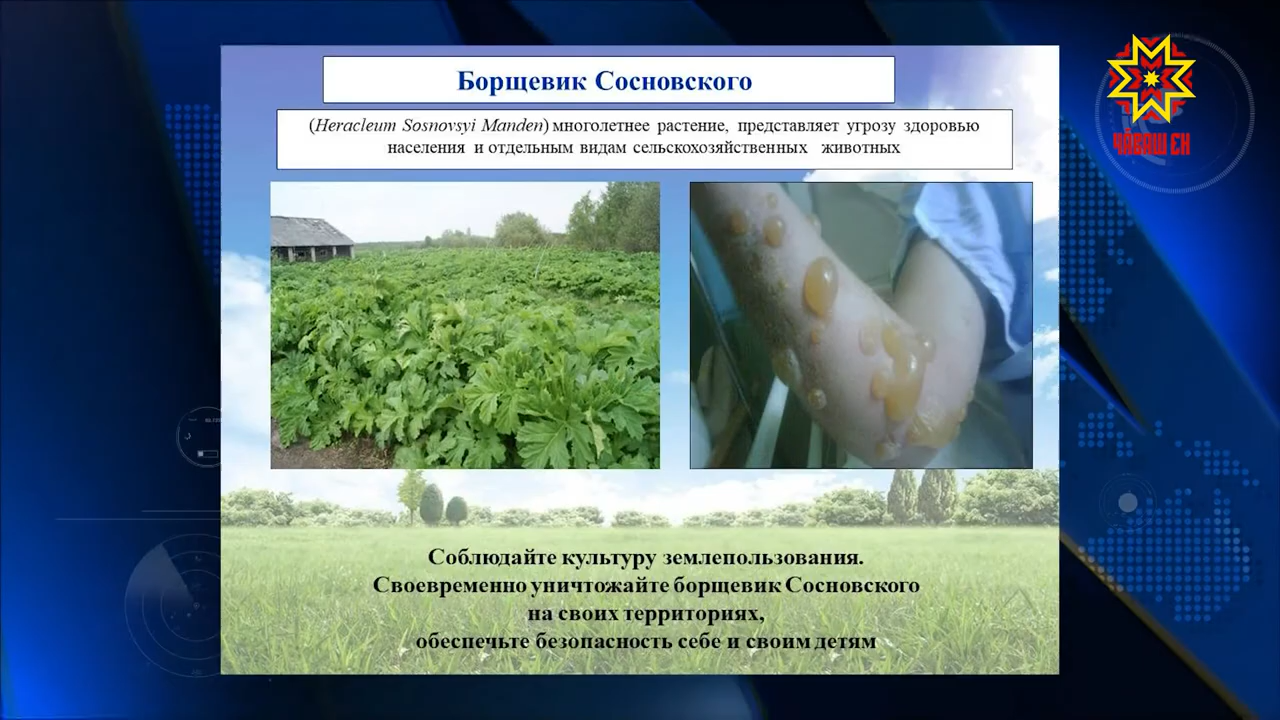 Борщевик Сосновского
(Heracleum Sosnovsyi Manden) многолетнее растение, представляет угрозу здоровью
населения и отдельным видам сельскохозяйственных животных
ЧӐВАШ ЕН
Соблюдайте культуру землепользования.
Своевременно уничтожайте борщевик Сосновского
на своих территориях,
обеспечьте безопасность себе и своим детям